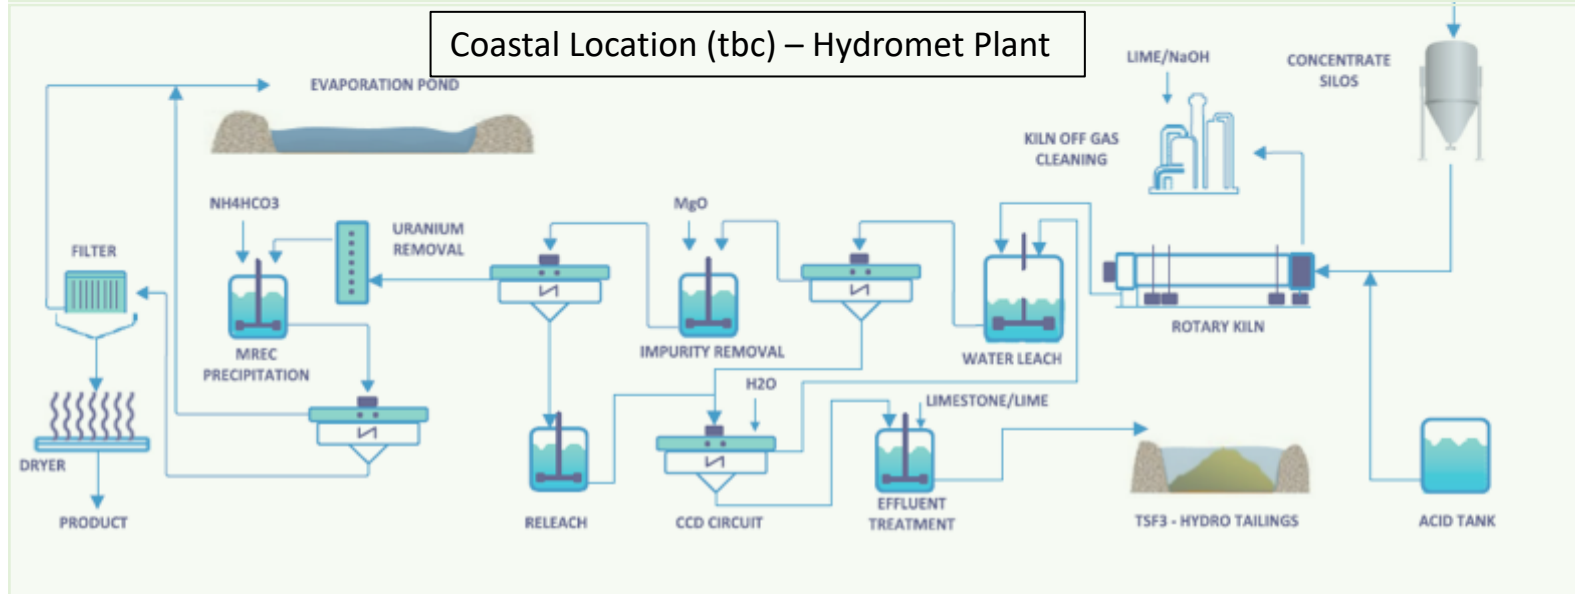 Coastal Location (tbc) – Hydromet Plant
LIME/NaOH
CONCENTRATE
SILOS
EVAPORATION POND
KILN OFF GAS
CLEANING
NH4HCO3
MgO
URANIUM
REMOVAL
FILTER
ROTARY KILN
IMPURITY REMOVAL
WATER LEACH
MREC
PRECIPITATION
H2O
LIMESTONE/LIME
DRYER
EFFLUENT
TREATMENT
PRODUCT
RELEACH
CCD CIRCUIT
TSF3 - HYDRO TAILINGS
ACID TANK